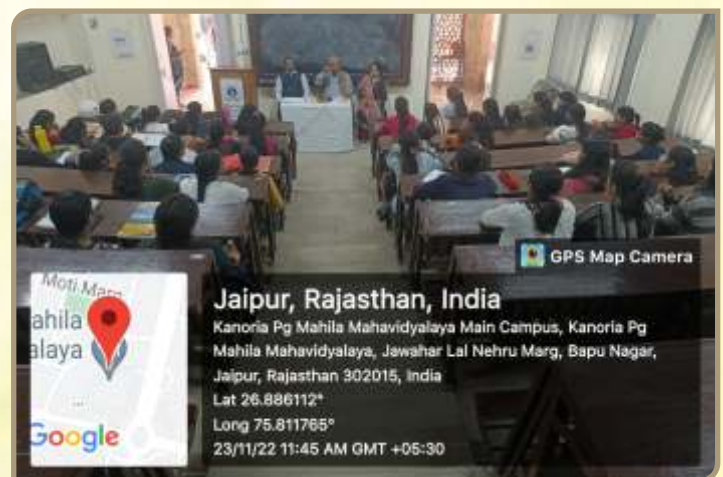 GPS Map Camera
Moti Marg
ahila
alaya
Google
Jaipur, Rajasthan, India
Kanoria Pg Mahila Mahavidyalaya Main Campus, Kanoria Pg
Mahila Mahavidyalaya, Jawahar Lal Nehru Marg, Bapu Nagar,
Jaipur, Rajasthan 302015, India
Lat 26.886112°
Long 75.811765°
23/11/22 11:45 AM GMT +05:30